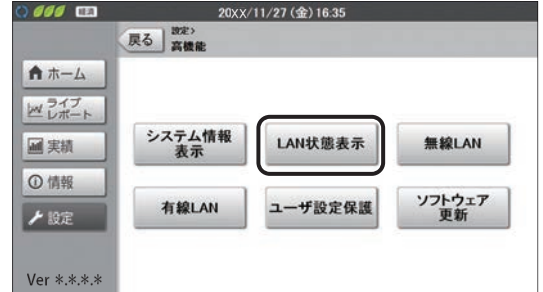 経済
20XX/11/27(金)16:35
戻る
設定>
高機能
ホーム
ライブ
レポート
実績
情報
設定
システム情報
表示
LAN状態表示
無線LAN
有線LAN
ユーザ設定保護
ソフトウェア
更新
Ver *.*.*.*